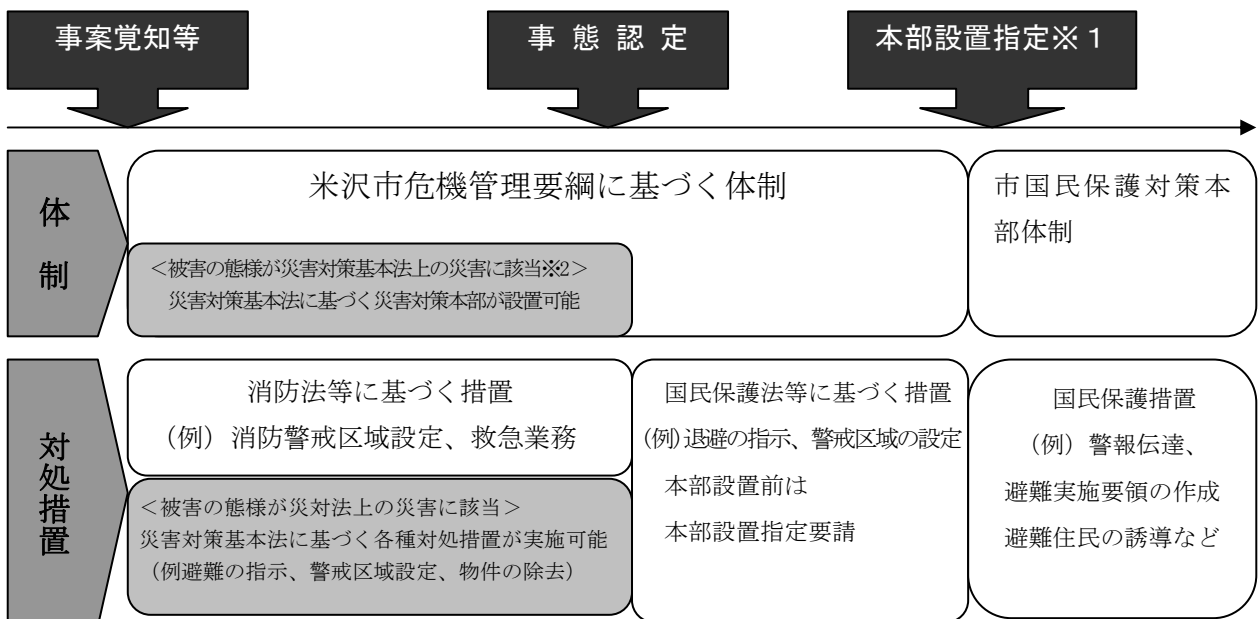 事案覚知等
事態認定
本部設置指定※1
体制
米沢市危機管理要綱に基づく体制
<被害の態様が災害対策基本法上の災害に該当※2>
災害対策基本法に基づく災害対策本部が設置可能
市国民保護対策本
部体制
対処措置
消防法等に基づく措置
(例)消防警戒区域設定、救急業務
<被害の態様が災対法上の災害に該当>
災害対策基本法に基づく各種対処措置が実施可能
(例避難の指示、警戒区域設定、物件の除去)
国民保護法等に基づく措置
(例)退避の指示、警戒区域の設定
本部設置前は
本部設置指定要請
国民保護措置
(例)警報伝達、
避難実施要領の作成
避難住民の誘導など